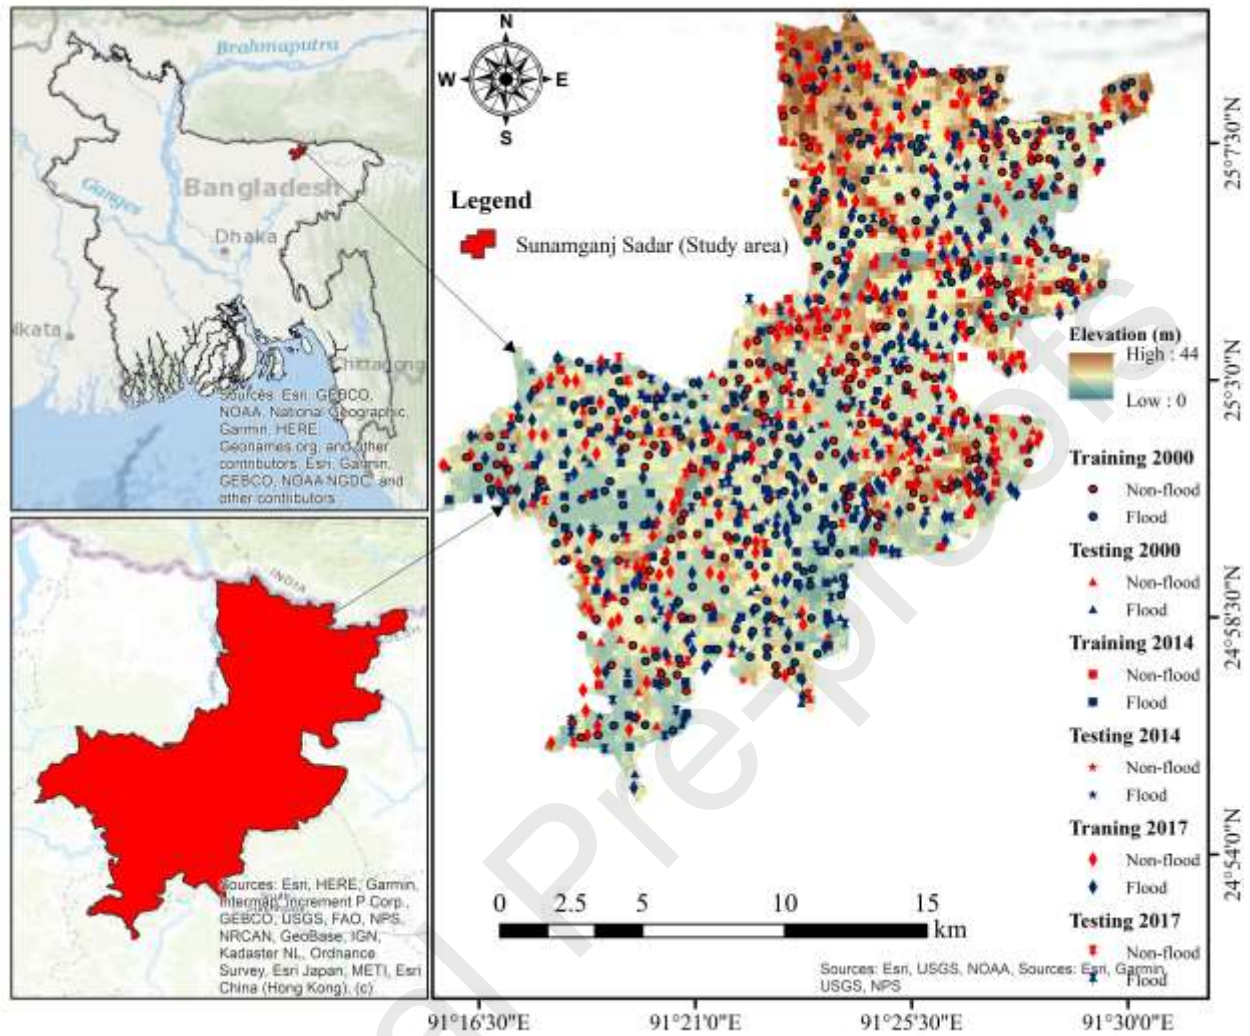 Brahmaputra
Ganges
Bangladesh
Dhaka
lkata
Chittagong
Sources: Esri, GEBCO,
NOAA, National Geographic,
Garmin, HERE,
Geonames.org, and other
contributors, Esri, Garmin,
GEBCO, NOAA NGDC, and
other contributors
INDIA
Sources: Esri, HERE, Garmin,
Intermap, increment P Corp.,
GEBCO, USGS, FAO, NPS,
NRCAN, GeoBase, IGN,
Kadaster NL, Ordnance
Survey, Esri Japan, METI, Esri
China (Hong Kong), (c)
N
W
E
S
Legend
Sunamganj Sadar (Study area)
Elevation (m)
High : 44
Low : 0
Training 2000
Non-flood
Flood
Testing 2000
Non-flood
Flood
Training 2014
Non-flood
Flood
Testing 2014
Non-flood
Flood
Traning 2017
Non-flood
Flood
Testing 2017
Non-flood
Flood
0 2.5 5 10 15
km
Sources: Esri, USGS, NOAA, Sources: Esri, Garmin,
USGS, NPS
25°7'30"N
25°3'0"N
24°58'30"N
24°54'0"N
91°16'30"E 91°21'0"E 91°25'30"E 91°30'0"E
l Pre-proofs